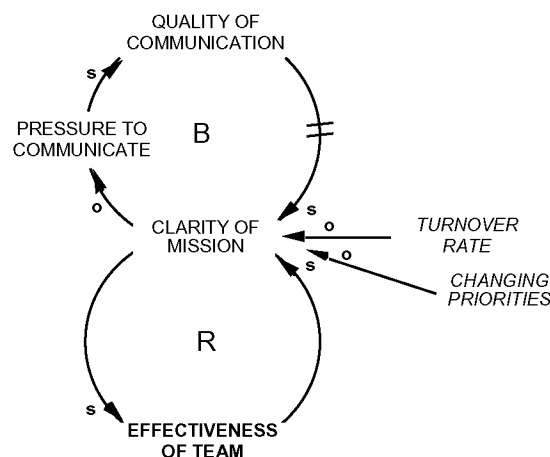 QUALITY OF
COMMUNICATION
s
PRESSURE TO
COMMUNICATE
B
o
s
CLARITY OF
MISSION
o
TURNOVER
RATE
s
o
CHANGING
PRIORITIES
R
s
EFFECTIVENESS
OF TEAM